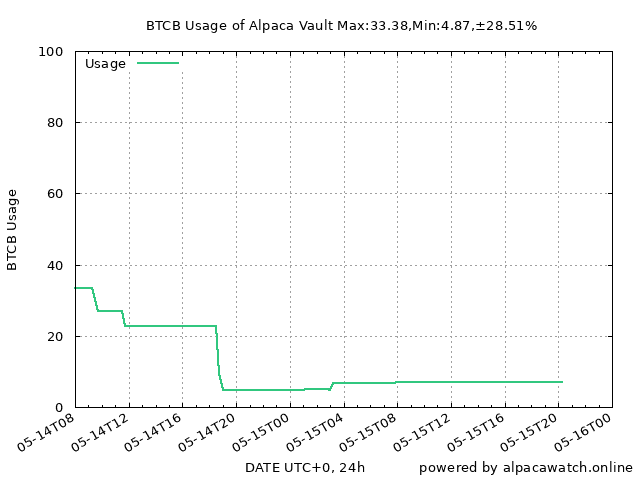 BTCB Usage of Alpaca Vault Max:33.38,Min:4.87,±28.51%
Usage
100
80
60
40
20
0
BTCB Usage
05-14T08
05-14T12
05-14T16
05-14T20
05-15T00
05-15T04
05-15T08
05-15T12
05-15T16
05-15T20
05-16T00
DATE UTC+0, 24h
powered by alpacawatch.online